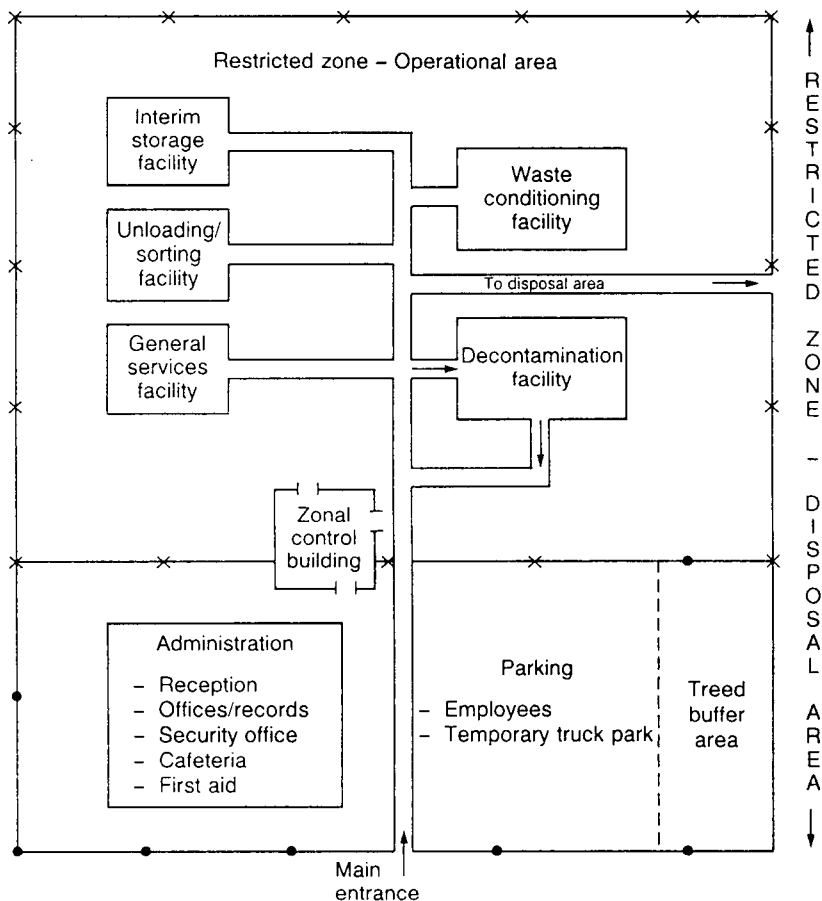 Restricted zone – Operational area
Interim
storage
facility
Waste
conditioning
facility
Unloading/
sorting
facility
To disposal area
General
services
facility
Decontamination
facility
Zonal
control
building
Administration
– Reception
– Offices/records
– Security office
– Cafeteria
– First aid
Parking
– Employees
– Temporary truck park
Treed
buffer
area
Main
entrance
RESTRICTED ZONE – DISPOSAL AREA